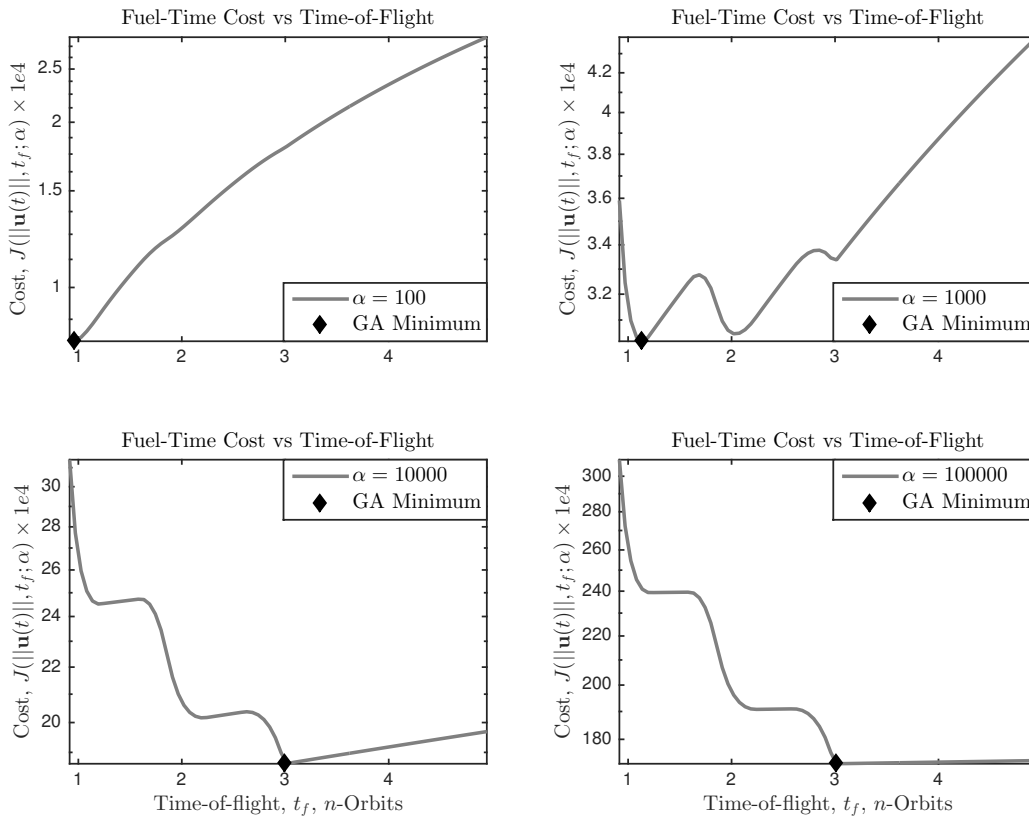 Fuel-Time Cost vs Time-of-Flight
Cost, J(||u(t)||, t_f; α) × 1e4
2.5
2
1.5
1
1 2 3 4
α = 100
GA Minimum
Fuel-Time Cost vs Time-of-Flight
Cost, J(||u(t)||, t_f; α) × 1e4
4.2
4
3.8
3.6
3.4
3.2
1 2 3 4
α = 1000
GA Minimum
Fuel-Time Cost vs Time-of-Flight
Cost, J(||u(t)||, t_f; α) × 1e4
30
28
26
24
22
20
1 2 3 4
α = 10000
GA Minimum
Time-of-flight, t_f, n-Orbits
Fuel-Time Cost vs Time-of-Flight
Cost, J(||u(t)||, t_f; α) × 1e4
300
280
260
240
220
200
180
1 2 3 4
α = 100000
GA Minimum
Time-of-flight, t_f, n-Orbits